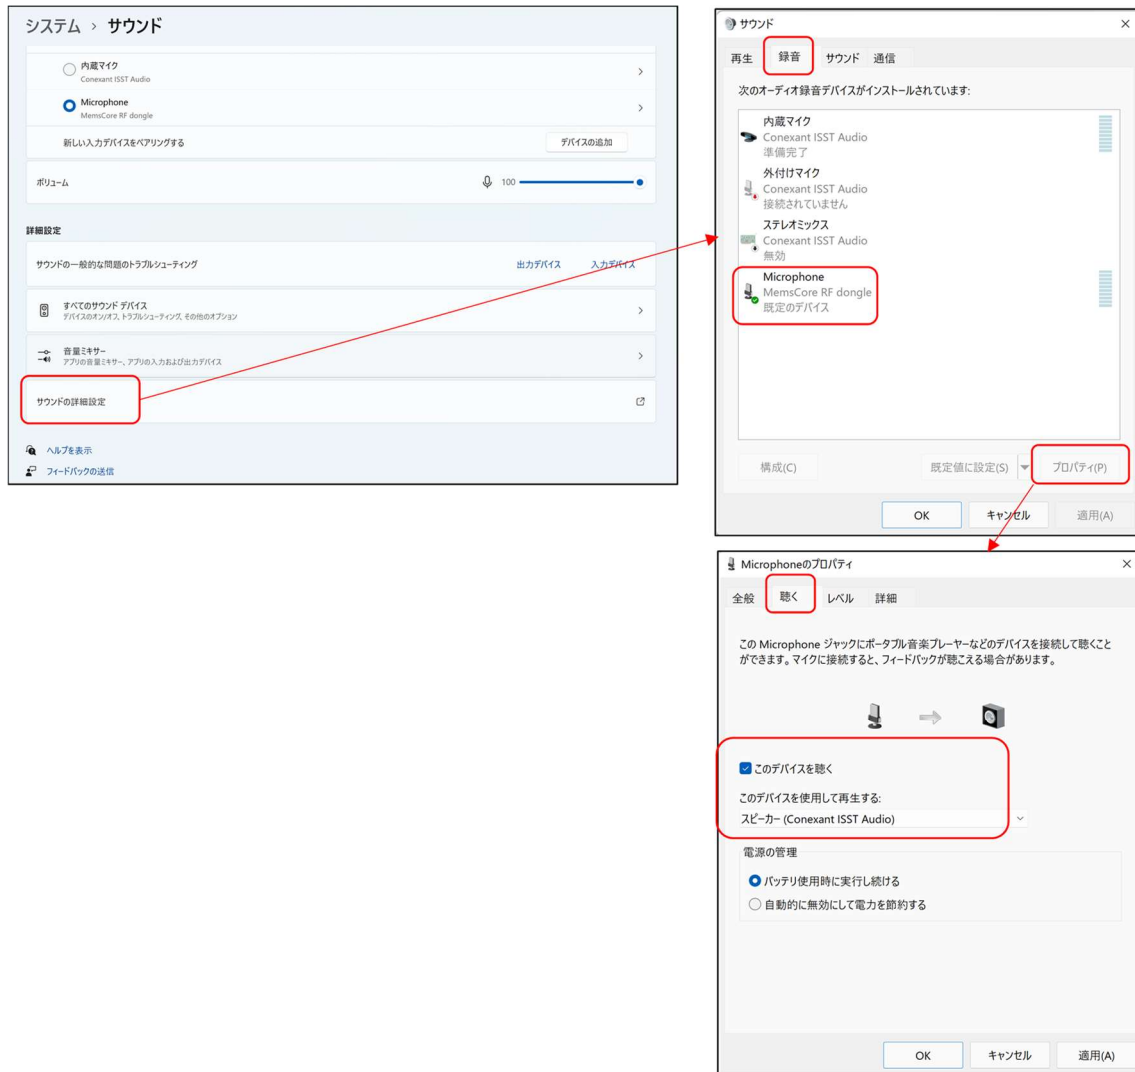 システム › サウンド
内蔵マイク
Conexant ISST Audio
Microphone
MemsCore RF dongle
新しい入力デバイスをペアリングする
デバイスの追加
ボリューム
100
詳細設定
サウンドの一般的な問題のトラブルシューティング
出力デバイス
入力デバイス
すべてのサウンド デバイス
デバイスのオン/オフ、トラブルシューティング、その他のオプション
音量ミキサー
アプリの音量ミキサー、アプリの入力および出力デバイス
サウンドの詳細設定
ヘルプを表示
フィードバックの送信
サウンド
再生 録音 サウンド 通信
次のオーディオ録音デバイスがインストールされています:
内蔵マイク
Conexant ISST Audio
準備完了
外付けマイク
Conexant ISST Audio
接続されていません
ステレオミックス
Conexant ISST Audio
無効
Microphone
MemsCore RF dongle
既定のデバイス
構成(C)
既定値に設定(S)
プロパティ(P)
OK
キャンセル
適用(A)
Microphoneのプロパティ
全般 聴く レベル 詳細
この Microphone ジャックにポータブル音楽プレーヤーなどのデバイスを接続して聴くこと
ができます。マイクに接続すると、フィードバックが聴こえる場合があります。
このデバイスを聴く
このデバイスを使用して再生する:
スピーカー (Conexant ISST Audio)
電源の管理
バッテリ使用時に実行し続ける
自動的に無効にして電力を節約する
OK
キャンセル
適用(A)